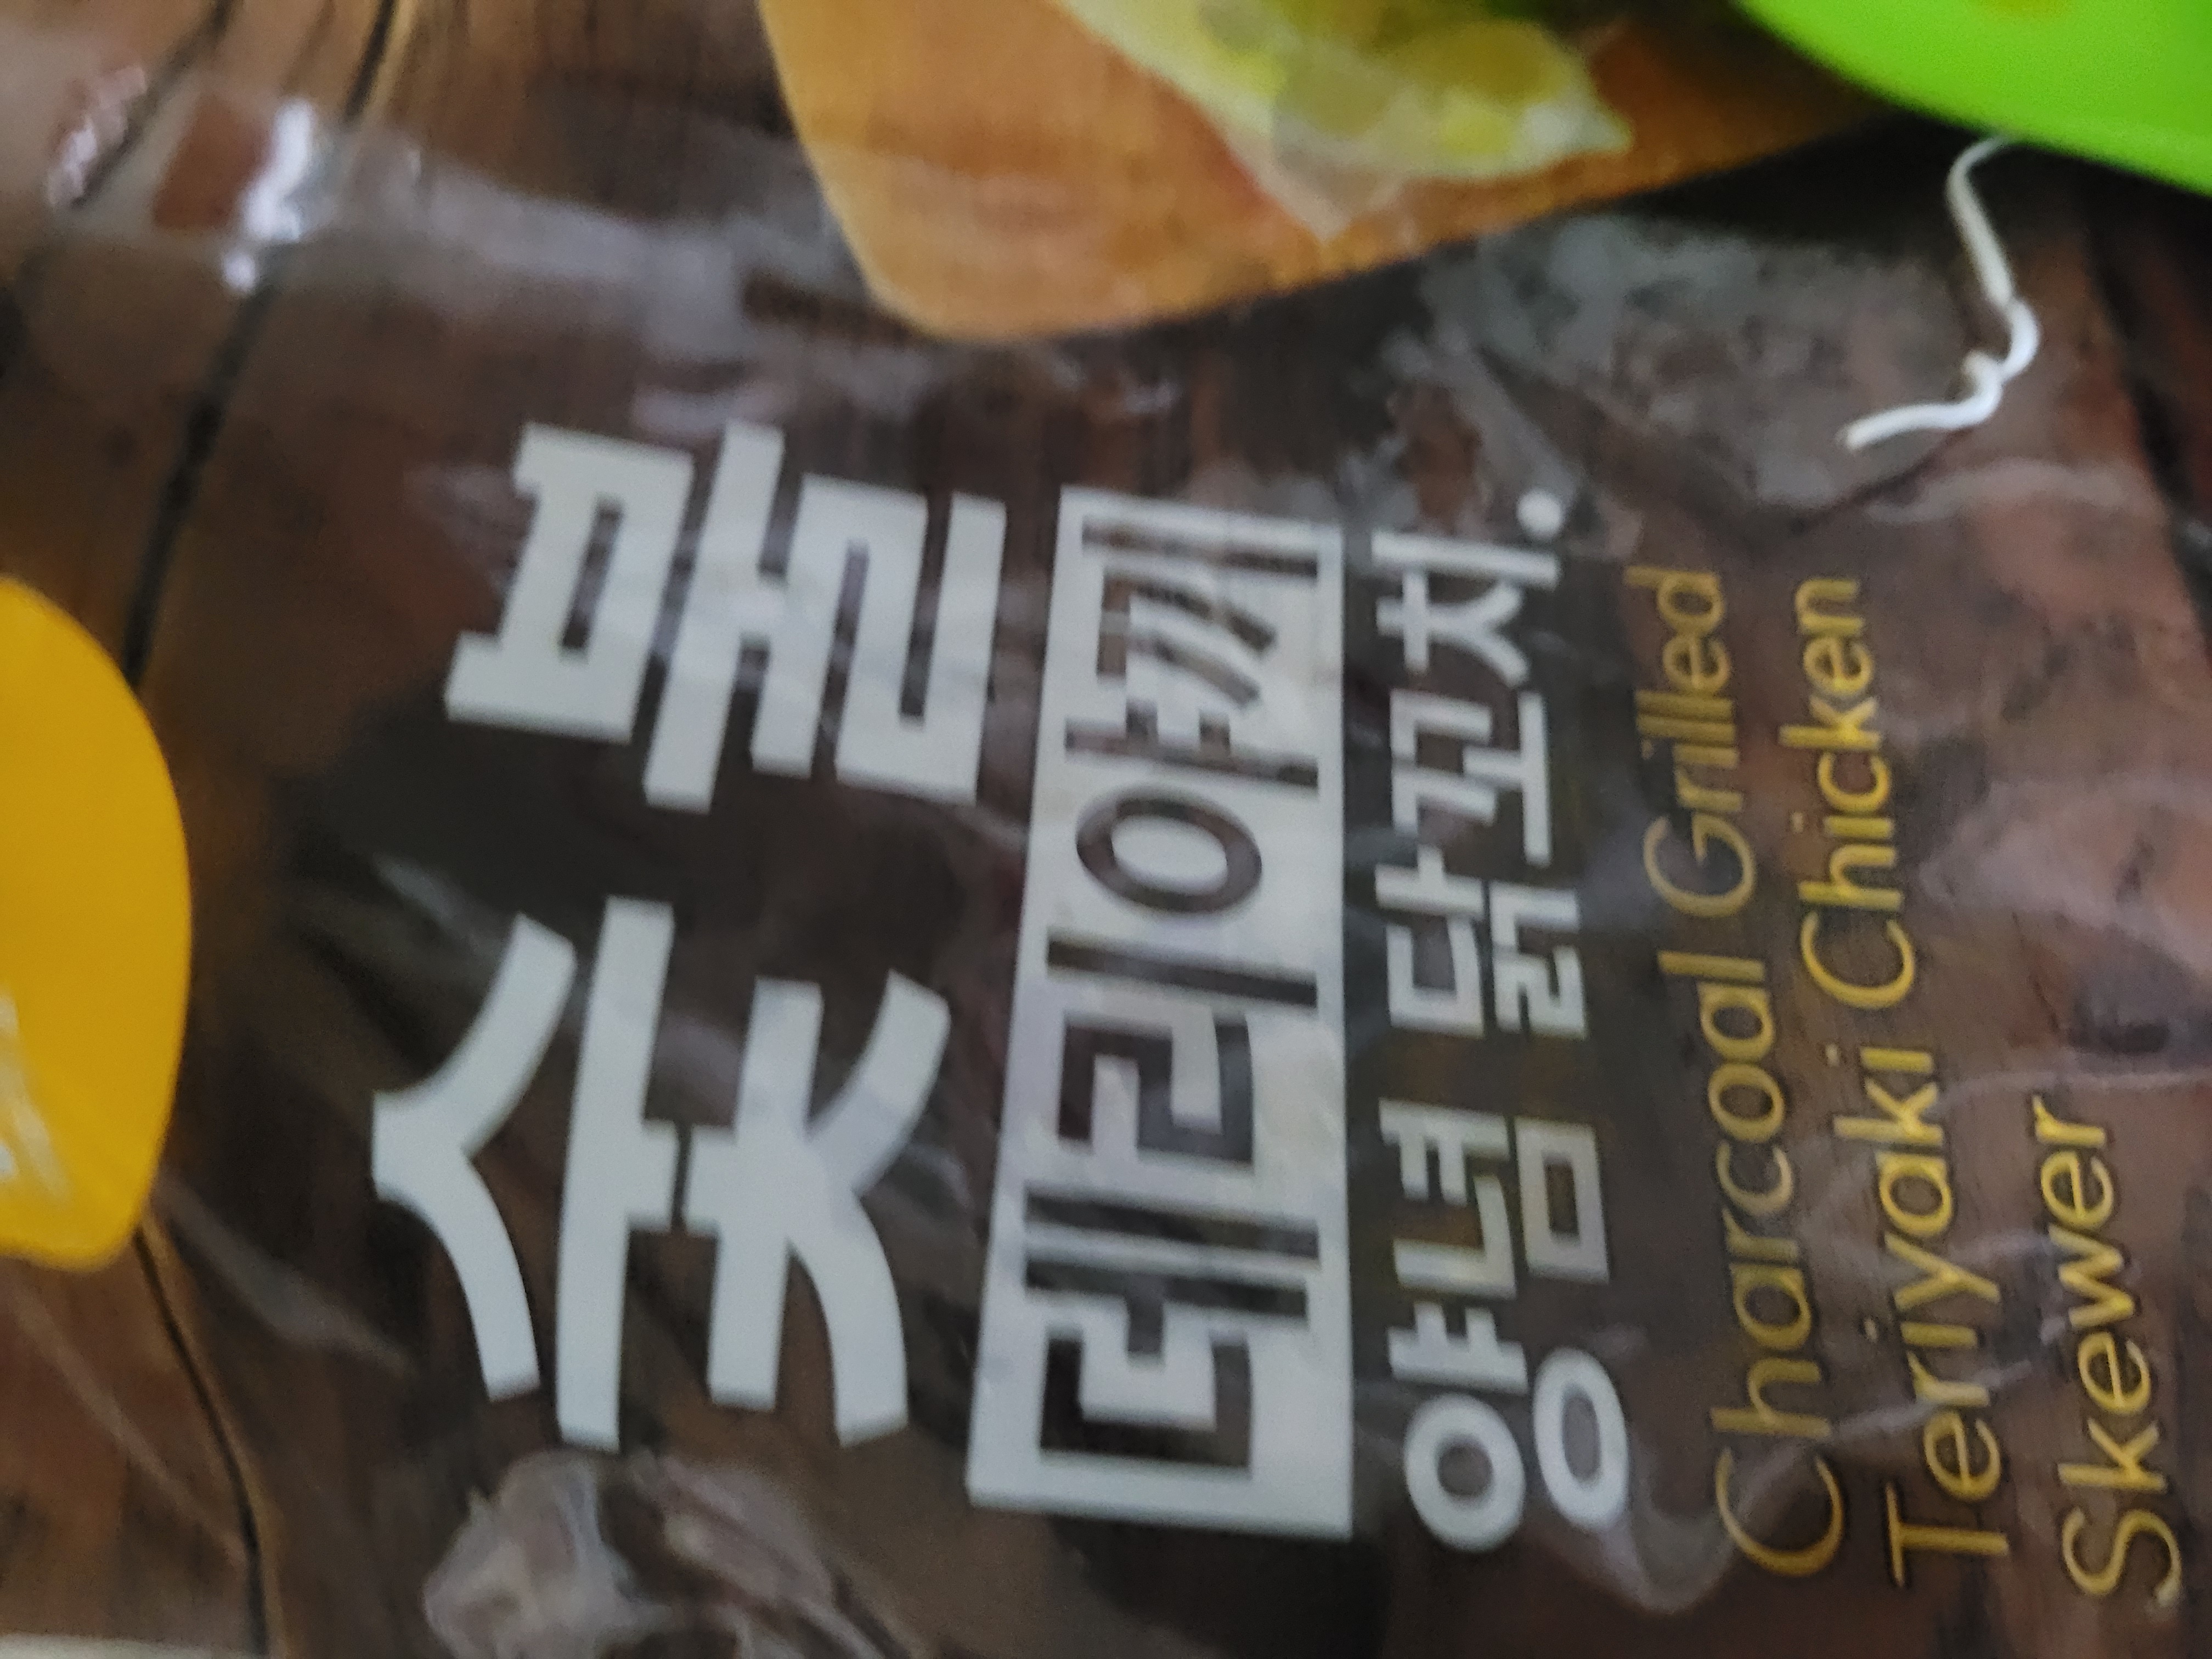 숯불
데리야끼
양념 닭꼬치.
Charcoal Grilled
Teriyaki Chicken
Skewer